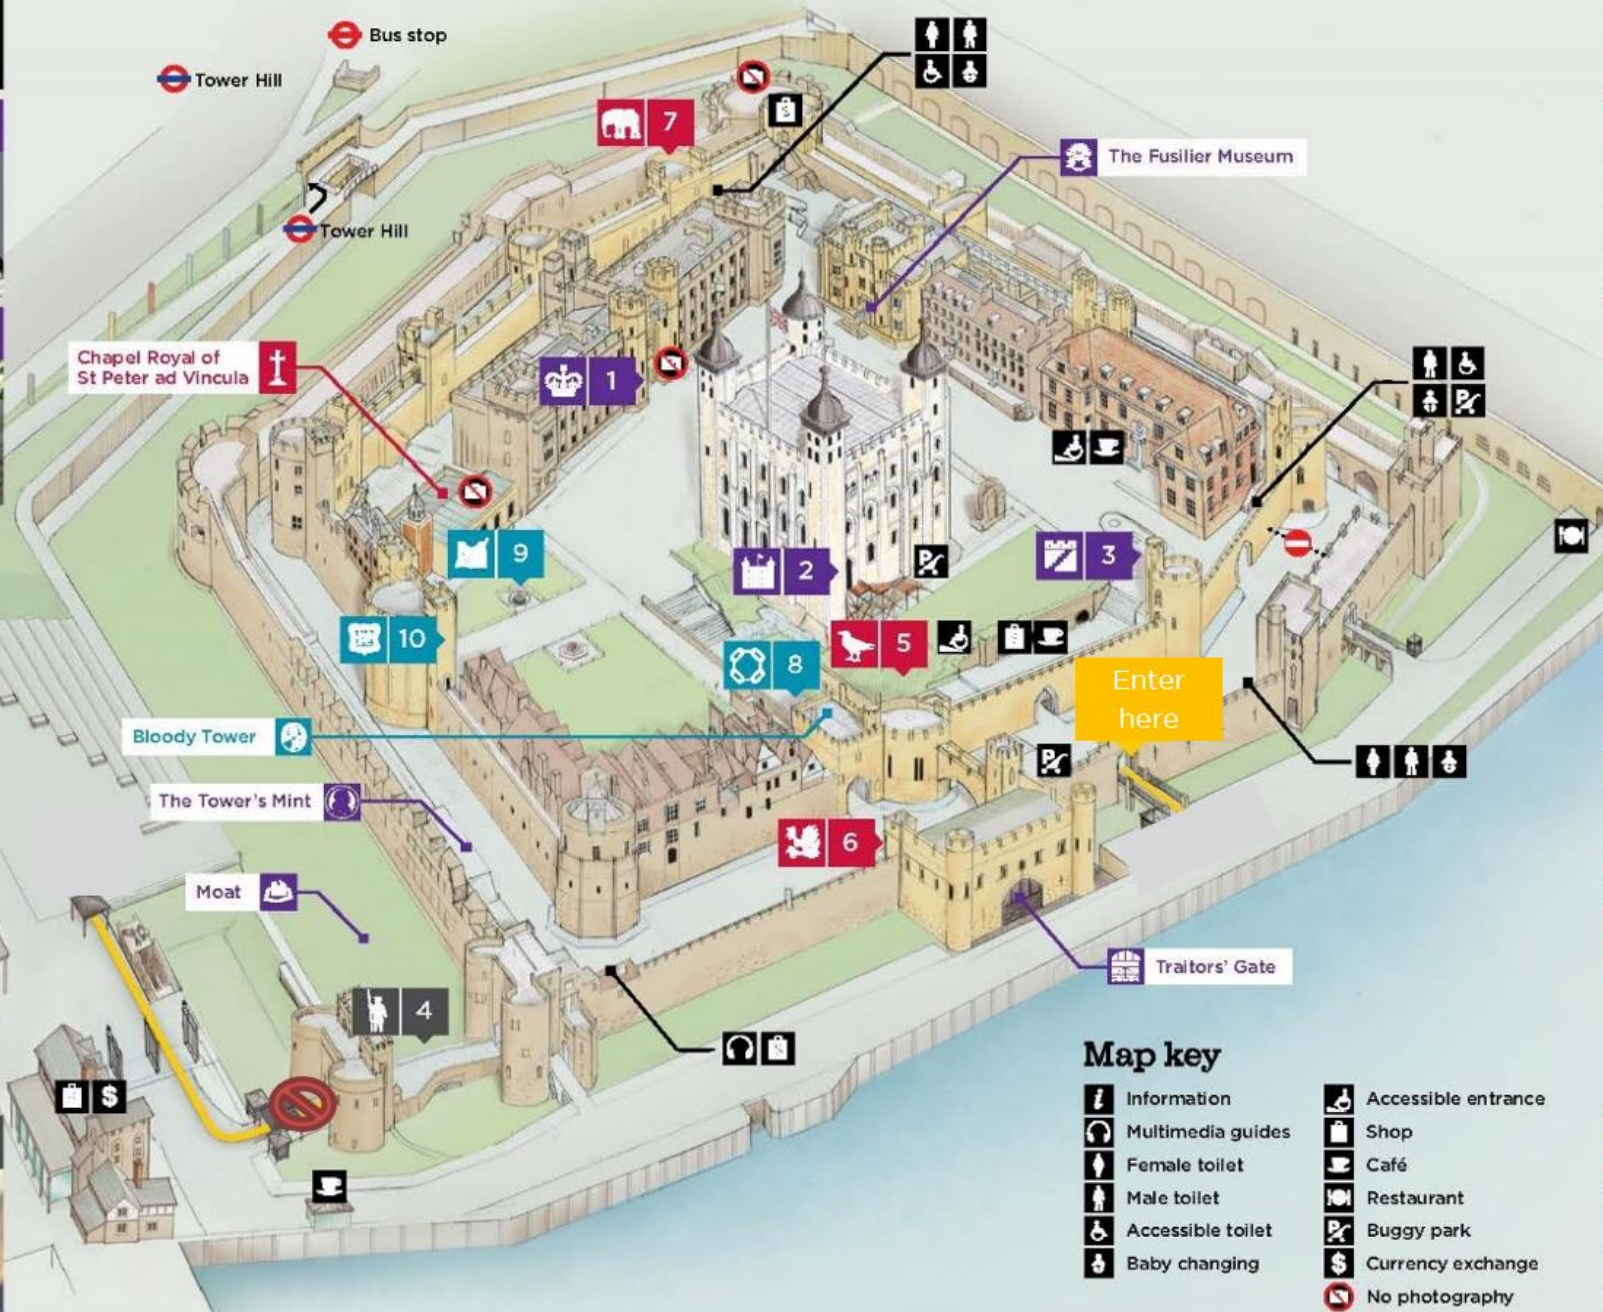 Bus stop
Tower Hill
7
The Fusilier Museum
Tower Hill
Chapel Royal of
St Peter ad Vincula
1
9
2
3
10
8
5
Enter
here
Bloody Tower
The Tower's Mint
6
Moat
Traitors' Gate
4
$
Map key
Information
Multimedia guides
Female toilet
Male toilet
Accessible toilet
Baby changing
Accessible entrance
Shop
Café
Restaurant
Buggy park
$ Currency exchange
No photography